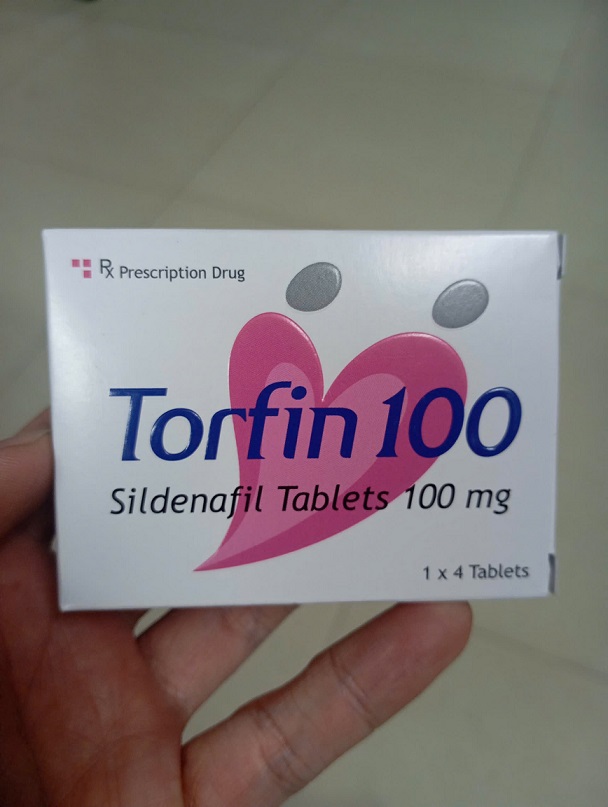 Rx Prescription Drug
Torfin 100
Sildenafil Tablets 100 mg
1 x 4 Tablets